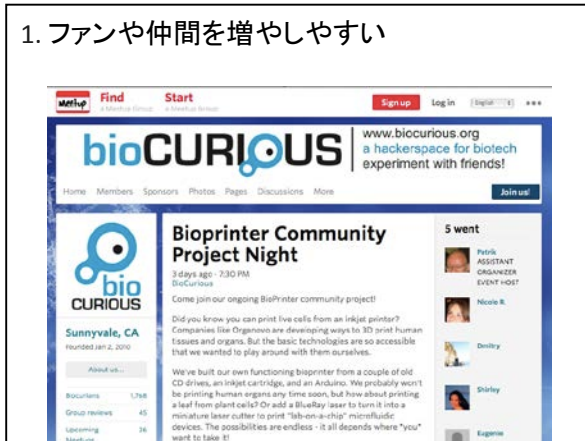 1. ファンや仲間を増やしやすい
Meetup
Find
a Meetup Group
Start
a Meetup Group
Sign up
Log in
English
bioCURIOUS
www.biocurious.org
a hackerspace for biotech
experiment with friends!
Home Members Sponsors Photos Pages Discussions More
Join us!
bio
CURIOUS
Sunnyvale, CA
Founded Jan 2, 2010
About us...
Biocurians 1,768
Group reviews 45
Upcoming 36
Meetups
Bioprinter Community
Project Night
3 days ago · 7:30 PM
BioCurious
Come join our ongoing BioPrinter community project!
Did you know you can print live cells from an inkjet printer?
Companies like Organovo are developing ways to 3D print human
tissues and organs. But the basic technologies are so accessible
that we wanted to play around with them ourselves.
We've built our own functioning bioprinter from a couple of old
CD drives, an inkjet cartridge, and an Arduino. We probably won't
be printing human organs any time soon, but how about printing
a leaf from plant cells? Or add a BlueRay laser to turn it into a
miniature laser cutter to print "lab-on-a-chip" microfluidic
devices. The possibilities are endless - it all depends where *you*
want to take it!
5 went
Patrik
ASSISTANT
ORGANIZER
EVENT HOST
Nicole R.
Dmitry
Shirley
Eugenie